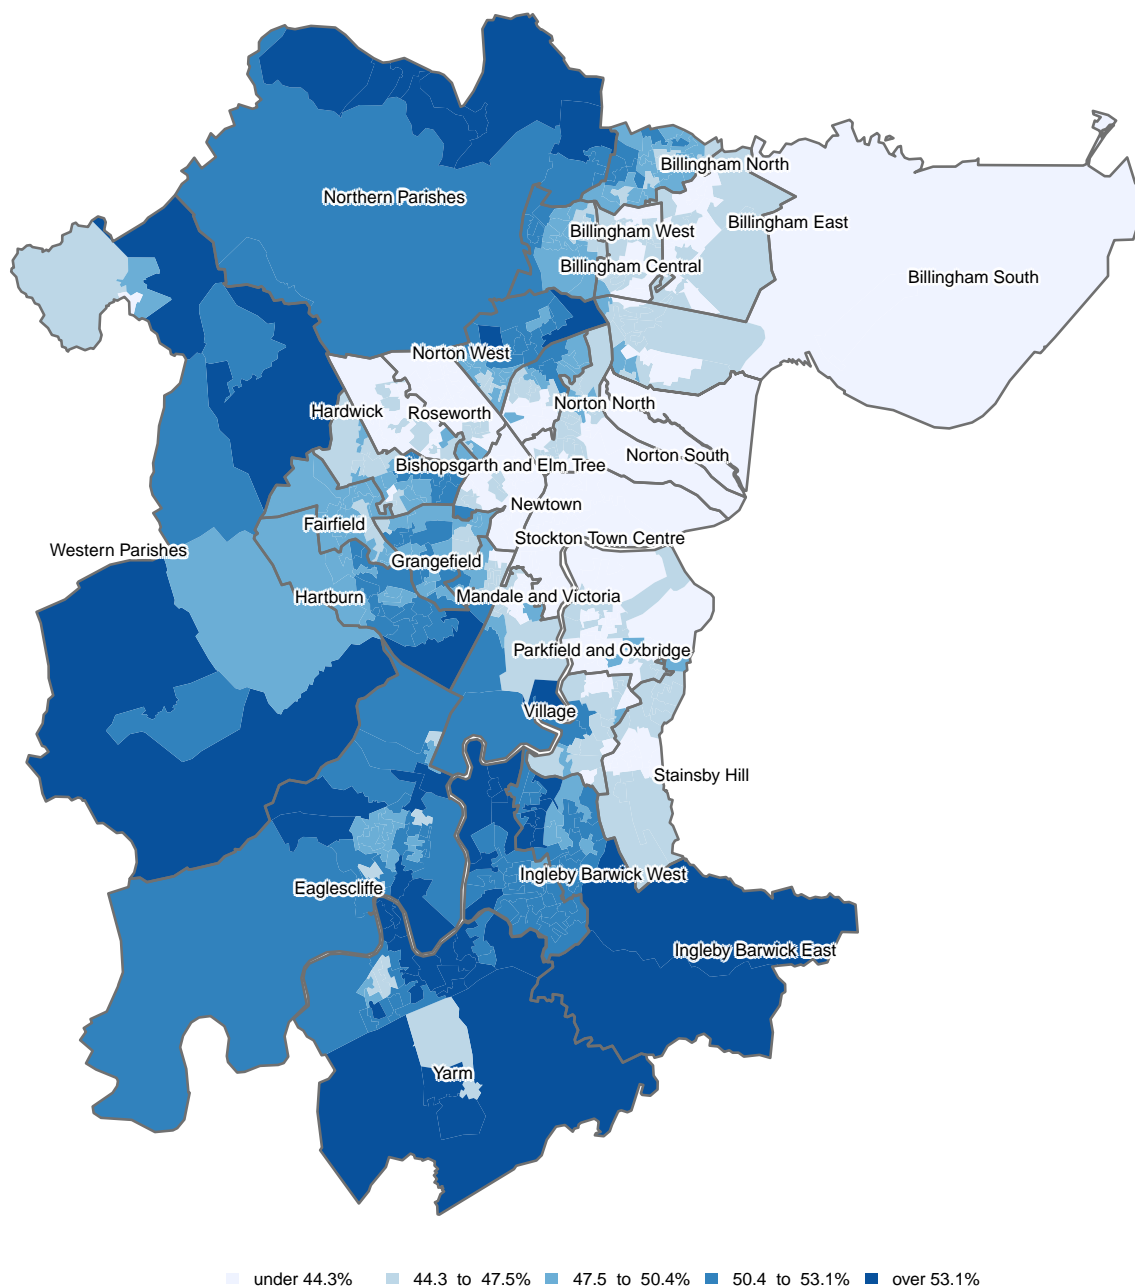 Billingham North
Northern Parishes
Billingham East
Billingham West
Billingham Central
Billingham South
Norton West
Norton North
Hardwick
Roseworth
Norton South
Bishopsgarth and Elm Tree
Newtown
Fairfield
Stockton Town Centre
Western Parishes
Grangefield
Hartburn
Mandale and Victoria
Parkfield and Oxbridge
Village
Stainsby Hill
Ingleby Barwick West
Eaglescliffe
Ingleby Barwick East
Yarm
under 44.3% 44.3 to 47.5% 47.5 to 50.4% 50.4 to 53.1% over 53.1%